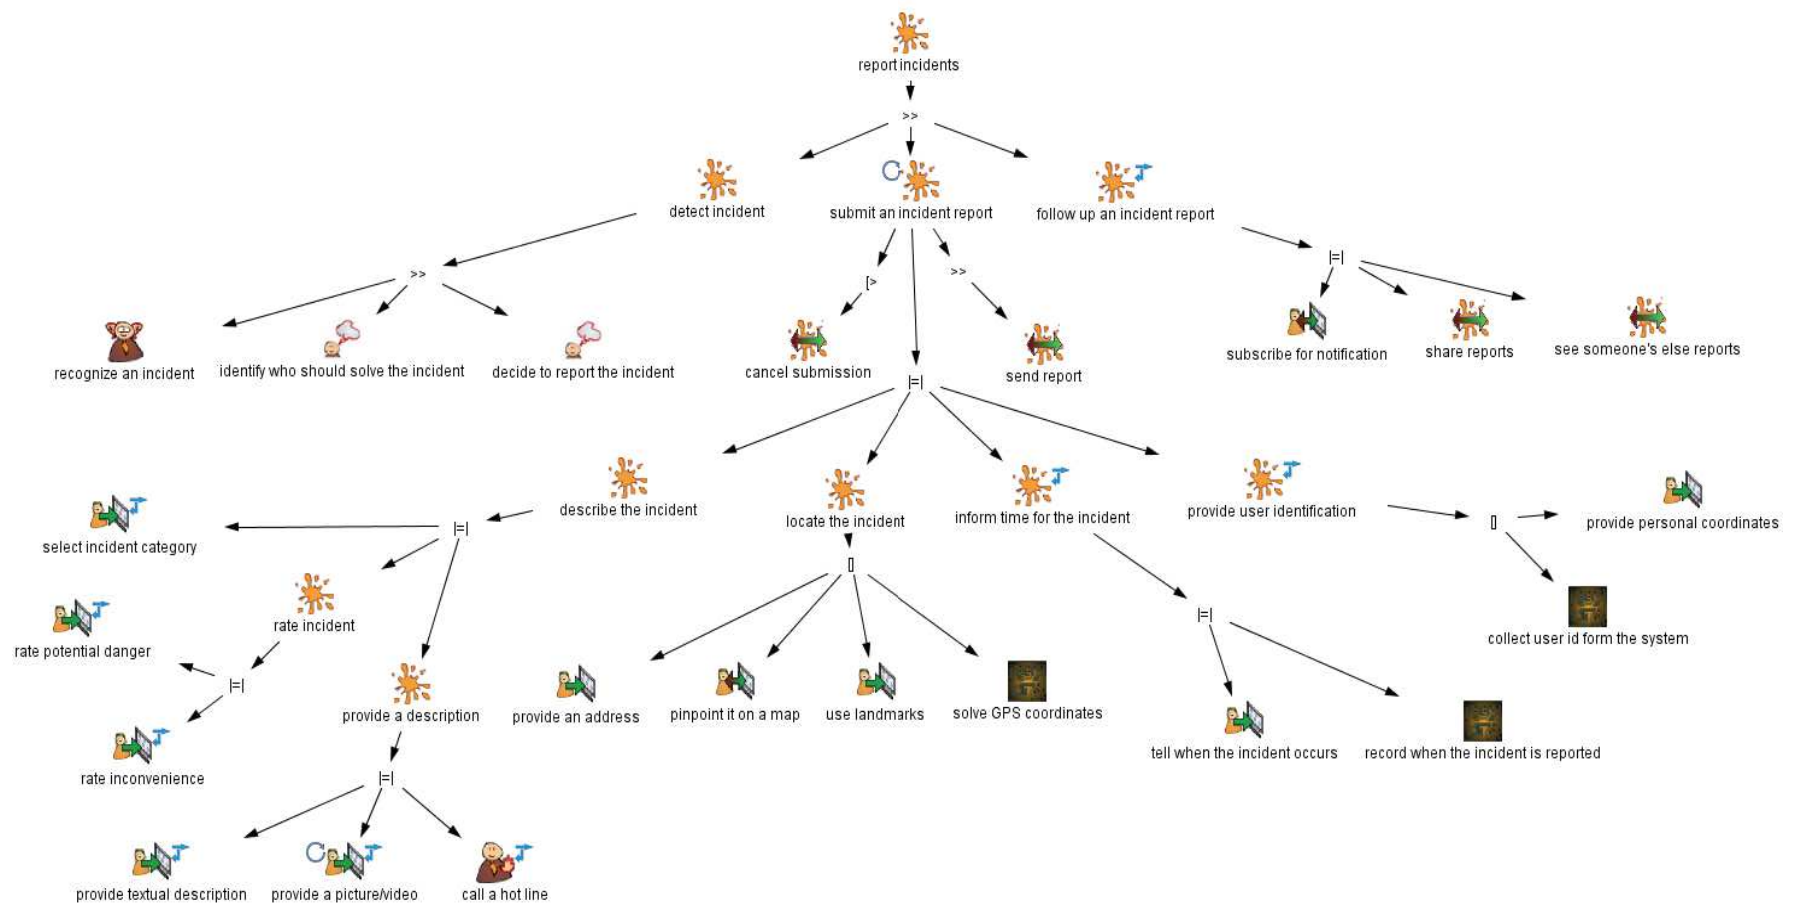 report incidents
>>
detect incident
submit an incident report
follow up an incident report
>>
[>
>>
|=|
recognize an incident
identify who should solve the incident
decide to report the incident
cancel submission
send report
subscribe for notification
share reports
see someone's else reports
|=|
describe the incident
locate the incident
inform time for the incident
provide user identification
[]
provide personal coordinates
select incident category
|=|
[]
rate incident
|=|
collect user id form the system
rate potential danger
|=|
provide a description
provide an address
pinpoint it on a map
use landmarks
solve GPS coordinates
tell when the incident occurs
record when the incident is reported
rate inconvenience
|=|
provide textual description
provide a picture/video
call a hot line